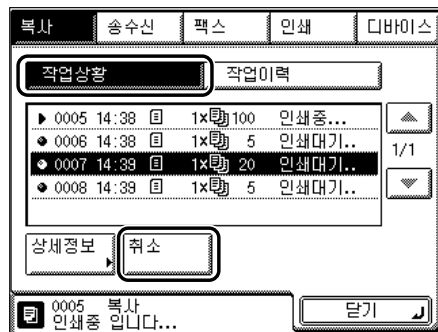 복사 송수신 팩스 인쇄 디바이스
작업상황 작업이력
0005 14:38 1× 100 인쇄중...
0006 14:38 1× 5 인쇄대기..
0007 14:39 1× 20 인쇄대기..
0008 14:39 1× 5 인쇄대기..
1/1
상세정보 취소
0005 복사
인쇄중 입니다...
닫기